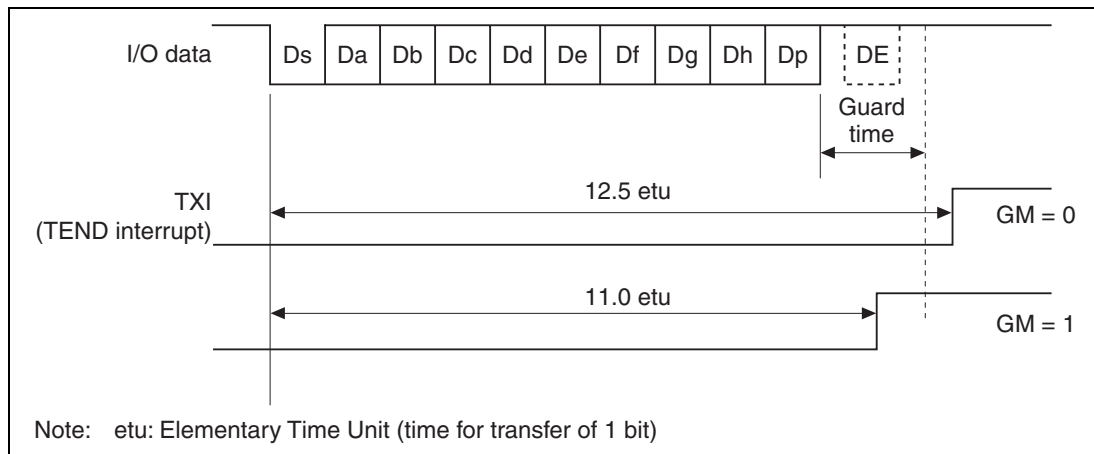 I/O data
Ds Da Db Dc Dd De Df Dg Dh Dp DE
Guard
time
12.5 etu
TXI
(TEND interrupt)
GM = 0
11.0 etu
GM = 1
Note: etu: Elementary Time Unit (time for transfer of 1 bit)